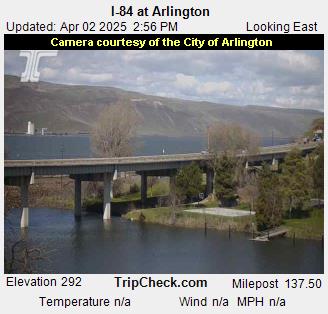 I-84 at Arlington
Updated: Apr 02 2025 2:56 PM Looking East
Camera courtesy of the City of Arlington
Elevation 292 TripCheck.com Milepost 137.50
Temperature n/a Wind n/a MPH n/a